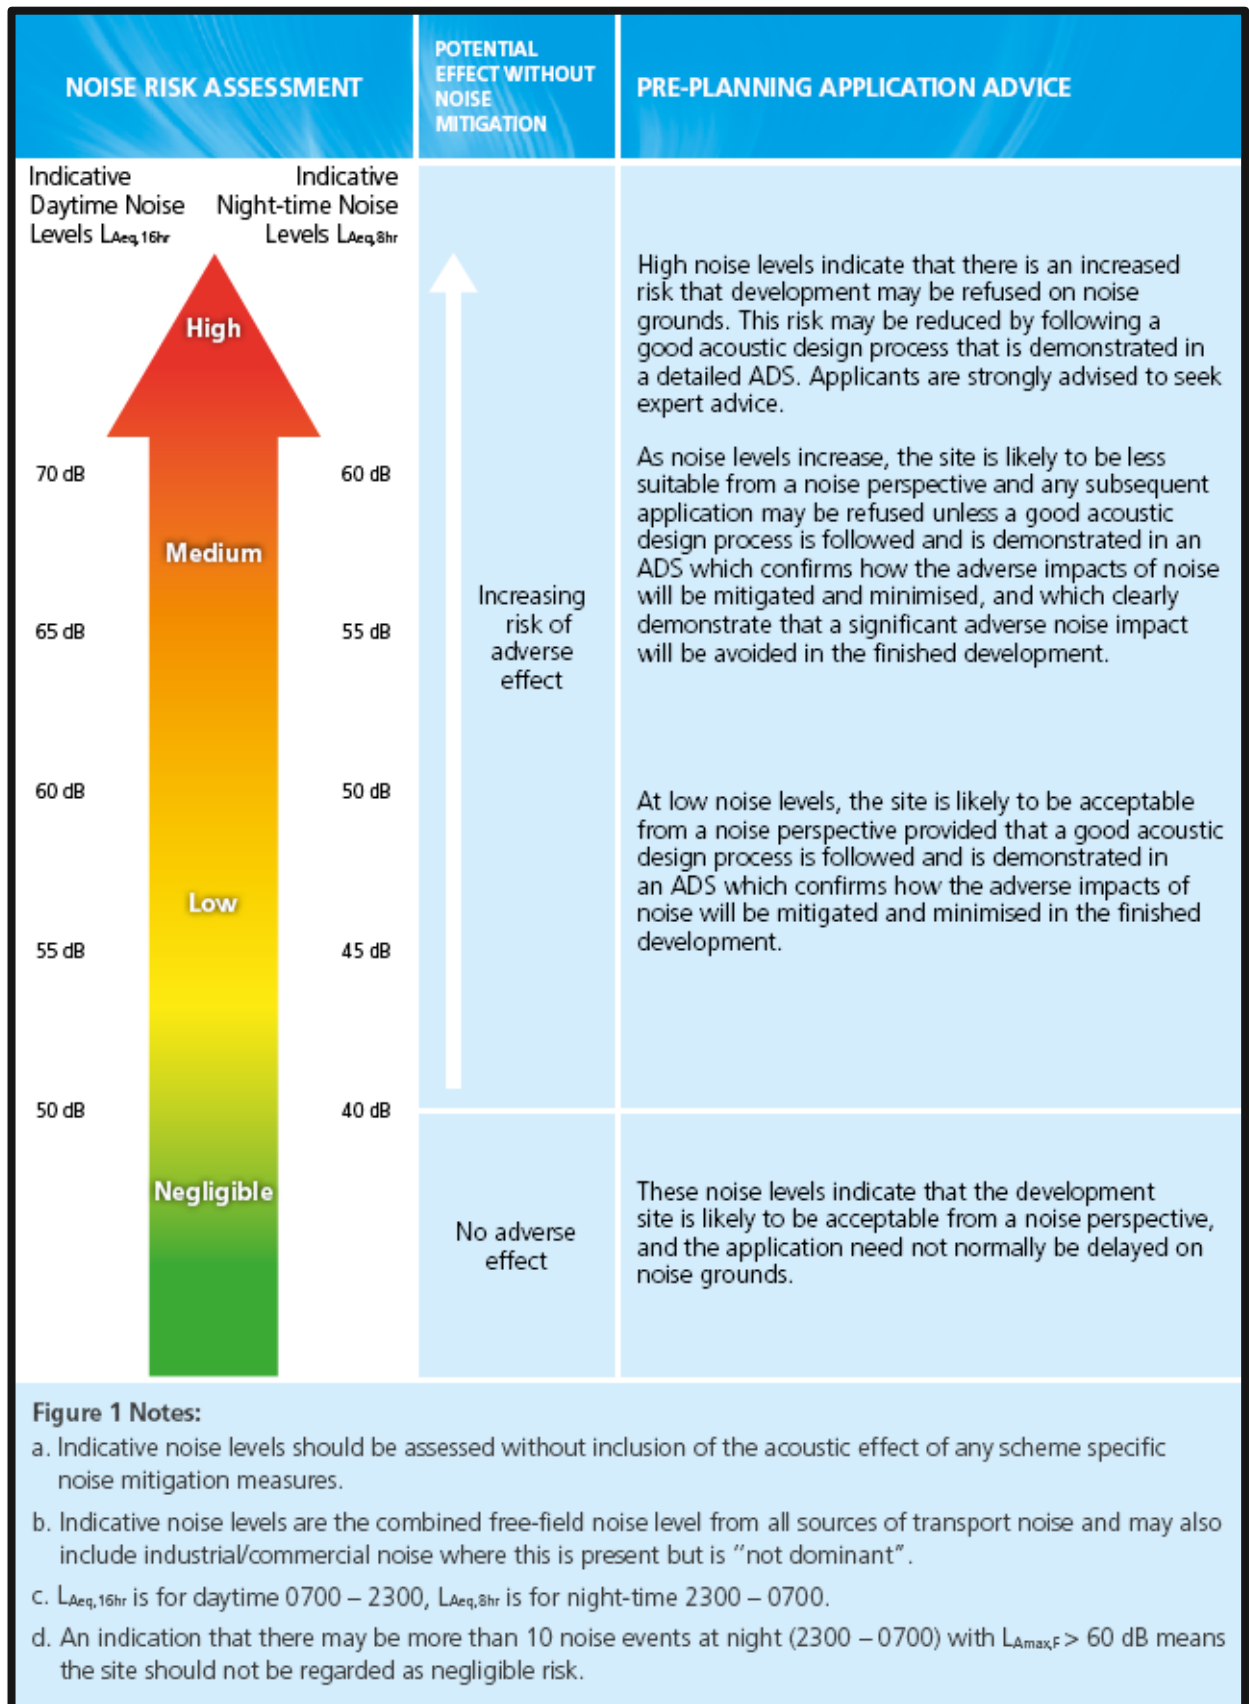 NOISE RISK ASSESSMENT
POTENTIAL
EFFECT WITHOUT
NOISE
MITIGATION
PRE-PLANNING APPLICATION ADVICE
Indicative
Daytime Noise
Levels LAeq,16hr
Indicative
Night-time Noise
Levels LAeq,8hr
High
70 dB
60 dB
Medium
65 dB
55 dB
60 dB
50 dB
Low
55 dB
45 dB
50 dB
40 dB
Negligible
Increasing
risk of
adverse
effect
No adverse
effect
High noise levels indicate that there is an increased
risk that development may be refused on noise
grounds. This risk may be reduced by following a
good acoustic design process that is demonstrated in
a detailed ADS. Applicants are strongly advised to seek
expert advice.
As noise levels increase, the site is likely to be less
suitable from a noise perspective and any subsequent
application may be refused unless a good acoustic
design process is followed and is demonstrated in an
ADS which confirms how the adverse impacts of noise
will be mitigated and minimised, and which clearly
demonstrate that a significant adverse noise impact
will be avoided in the finished development.
At low noise levels, the site is likely to be acceptable
from a noise perspective provided that a good acoustic
design process is followed and is demonstrated in
an ADS which confirms how the adverse impacts of
noise will be mitigated and minimised in the finished
development.
These noise levels indicate that the development
site is likely to be acceptable from a noise perspective,
and the application need not normally be delayed on
noise grounds.
Figure 1 Notes:
a. Indicative noise levels should be assessed without inclusion of the acoustic effect of any scheme specific
noise mitigation measures.
b. Indicative noise levels are the combined free-field noise level from all sources of transport noise and may also
include industrial/commercial noise where this is present but is “not dominant”.
c. LAeq,16hr is for daytime 0700 – 2300, LAeq,8hr is for night-time 2300 – 0700.
d. An indication that there may be more than 10 noise events at night (2300 – 0700) with LAmax,F > 60 dB means
the site should not be regarded as negligible risk.